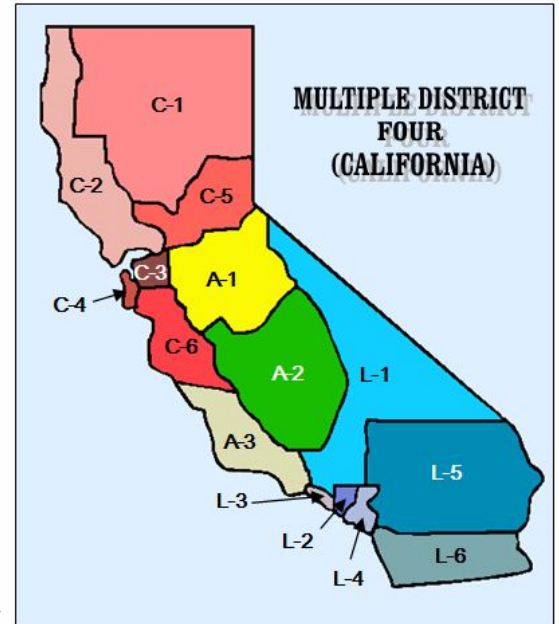 MULTIPLE DISTRICT
FOUR
(CALIFORNIA)
C-1
C-2
C-5
C-3
A-1
C-4
C-6
A-2
L-1
A-3
L-5
L-3
L-2
L-6
L-4